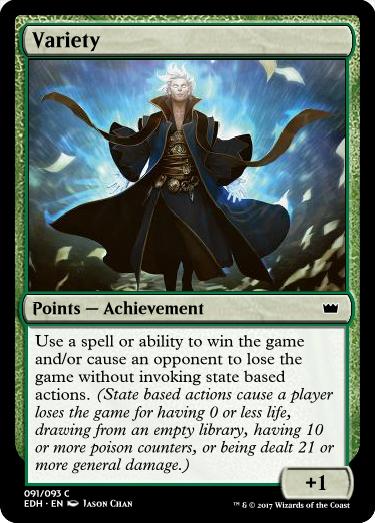 Variety
Points — Achievement
Use a spell or ability to win the game
and/or cause an opponent to lose the
game without invoking state based
actions. (State based actions cause a player
loses the game for having 0 or less life,
drawing from an empty library, having 10
or more poison counters, or being dealt 21 or
more general damage.)
+1
091/093 C
EDH • EN JASON CHAN
™ & © 2017 Wizards of the Coast